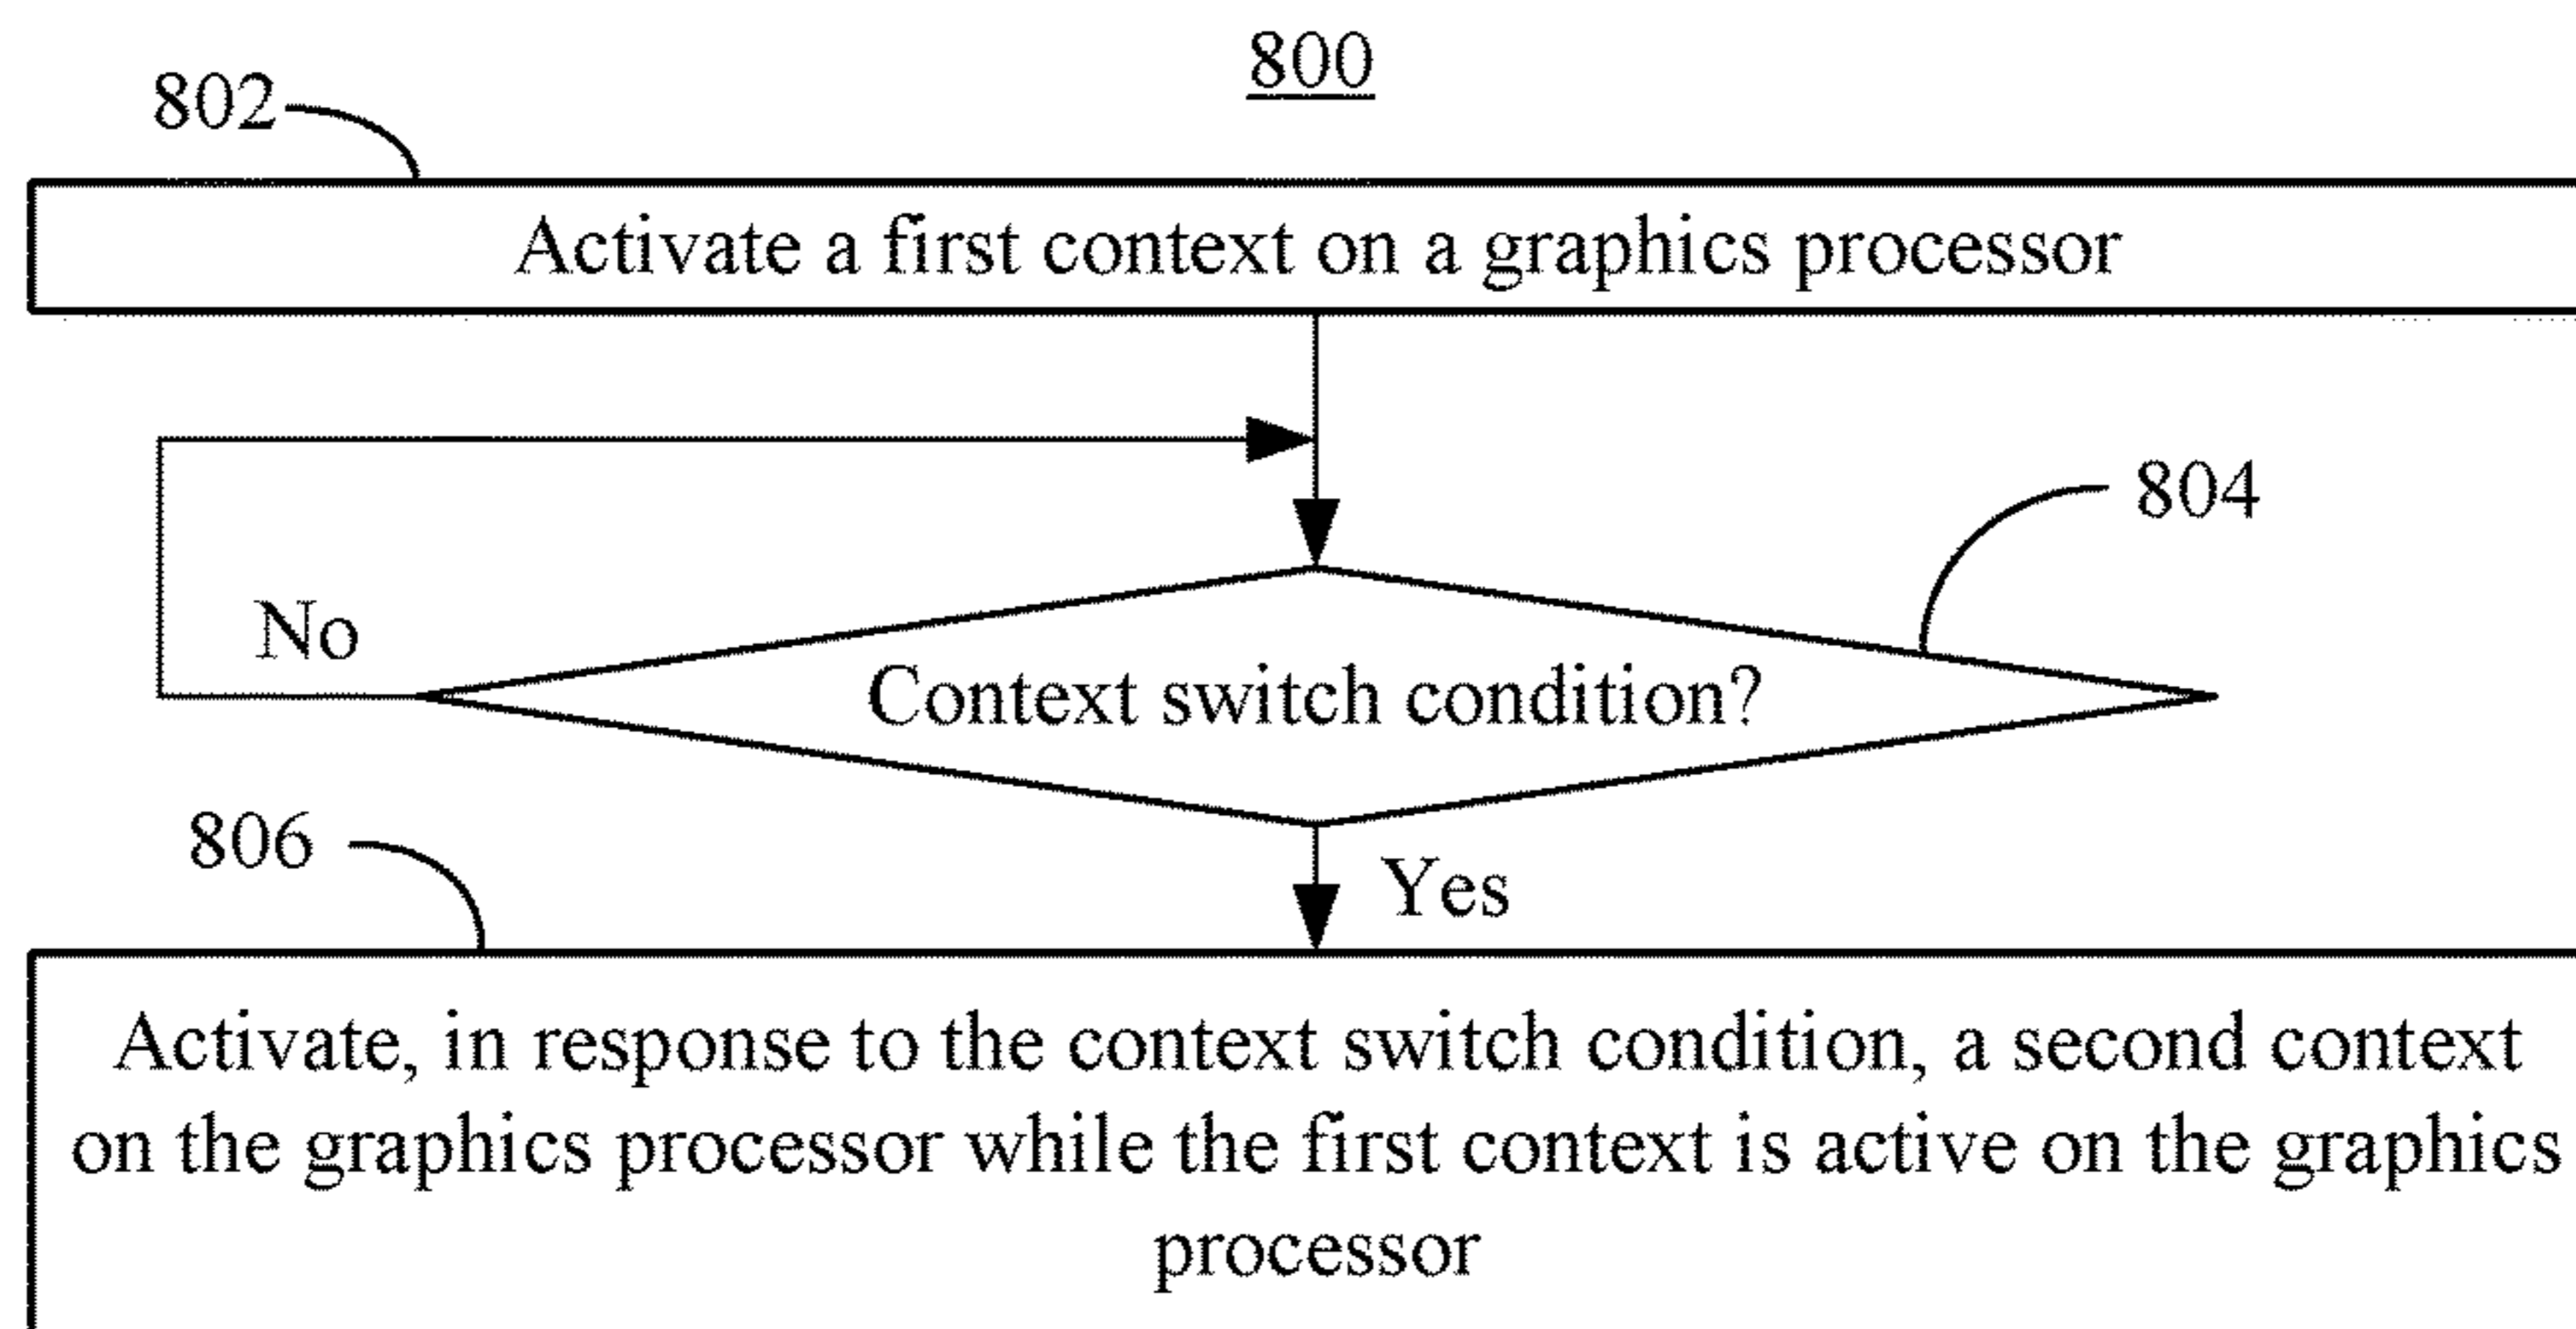 800
802
Activate a first context on a graphics processor
804
No
Context switch condition?
806
Yes
Activate, in response to the context switch condition, a second context
on the graphics processor while the first context is active on the graphics
processor